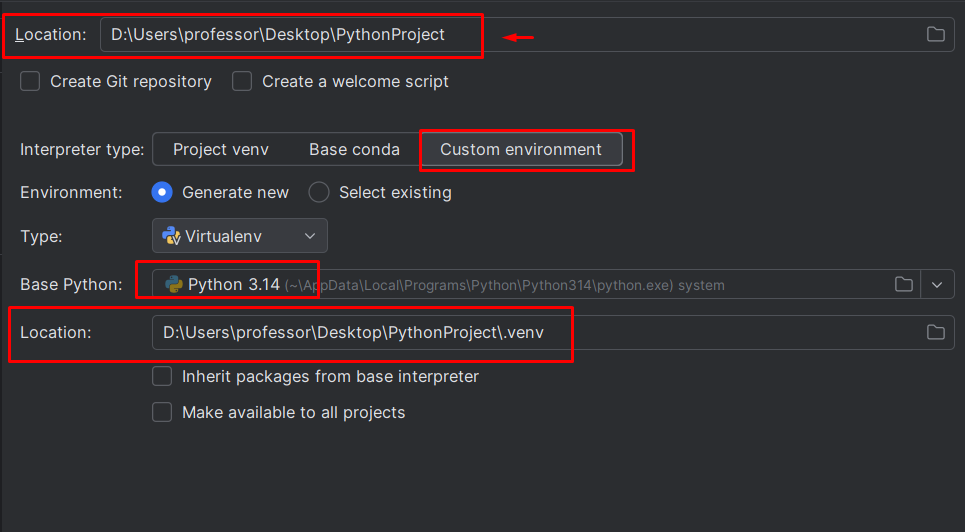 Location: D:\Users\professor\Desktop\PythonProject
Create Git repository Create a welcome script
Interpreter type: Project venv Base conda Custom environment
Environment: Generate new Select existing
Type: Virtualenv
Base Python: Python 3.14 (~\AppData\Local\Programs\Python\Python314\python.exe) system
Location: D:\Users\professor\Desktop\PythonProject\.venv
Inherit packages from base interpreter
Make available to all projects